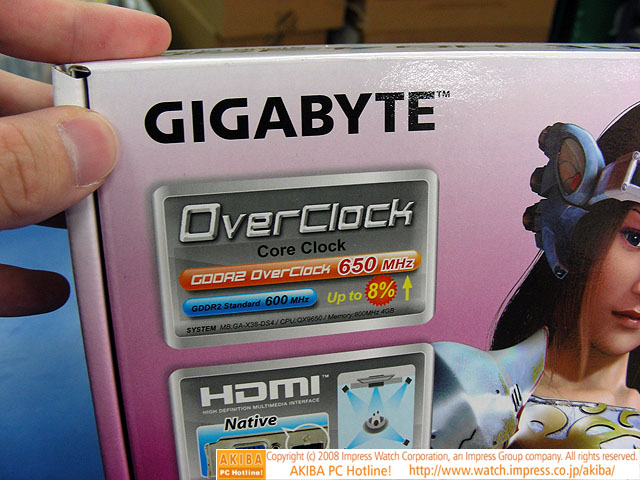 GIGABYTE™
OverClock
Core Clock
GDDR2 OverClock 650 MHz
GDDR2 Standard 600 MHz
Up to 8%
SYSTEM MB:GA-X38-DS4 / CPU:QX9650 / Memory:800MHz 4GB
HDMI™
HIGH DEFINITION MULTIMEDIA INTERFACE
Native
AKIBA
PC Hotline!
Copyright (c) 2008 Impress Watch Corporation, an Impress Group company. All rights reserved.
AKIBA PC Hotline! http://www.watch.impress.co.jp/akiba/